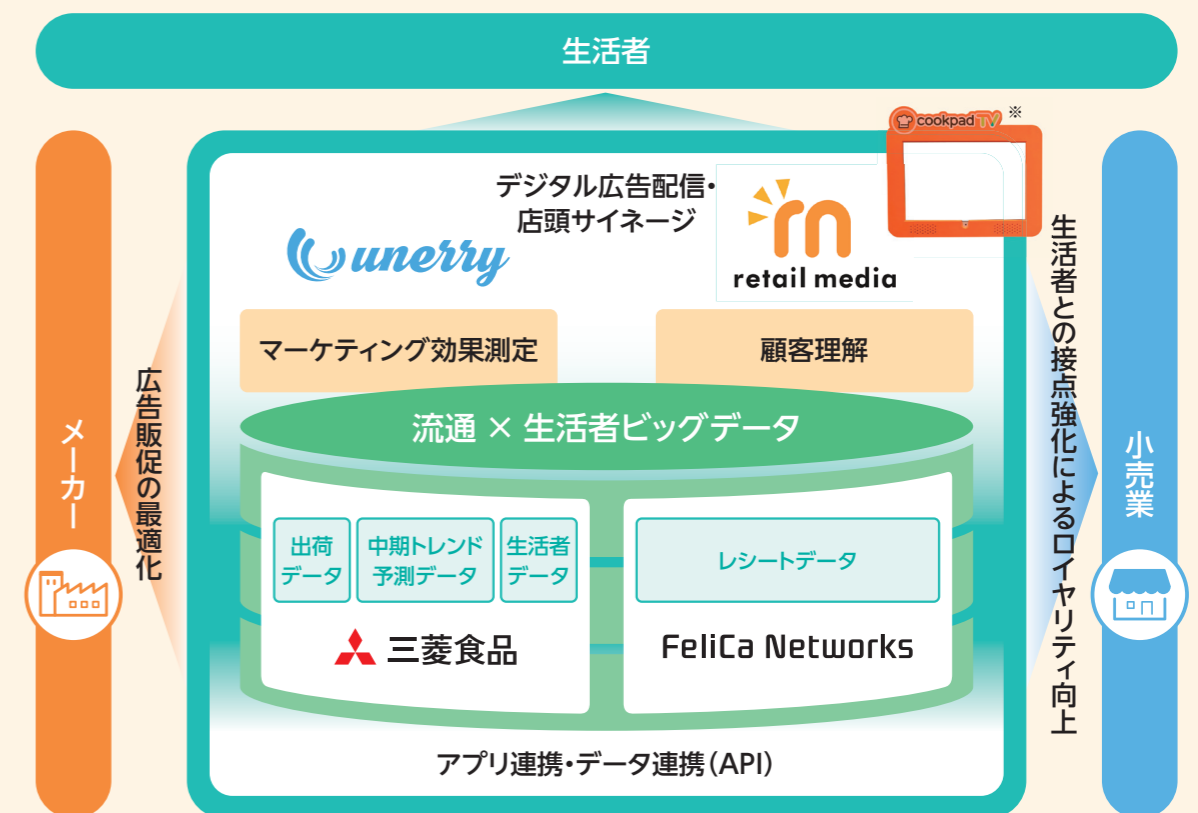 生活者
cookpad TV ※
デジタル広告配信・
店頭サイネージ
unerry
rn
retail media
マーケティング効果測定
顧客理解
流通 × 生活者ビッグデータ
出荷
データ
中期トレンド
予測データ
生活者
データ
レシートデータ
三菱食品
FeliCa Networks
アプリ連携・データ連携(API)
メーカー
広告販促の最適化
生活者との接点強化によるロイヤリティ向上
小売業